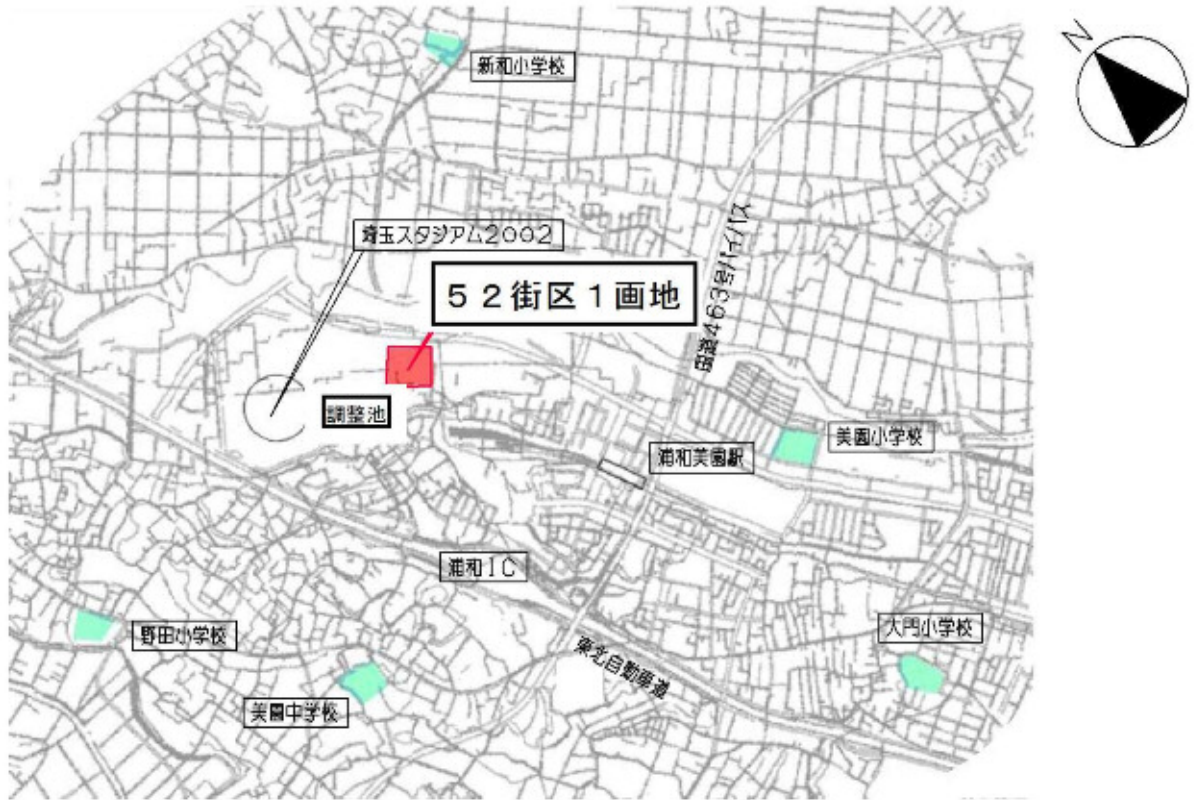 N
新和小学校
埼玉スタジアム2002
52街区1画地
国道463号バイパス
調整池
美園小学校
浦和美園駅
浦和IC
大門小学校
野田小学校
東北自動車道
美園中学校